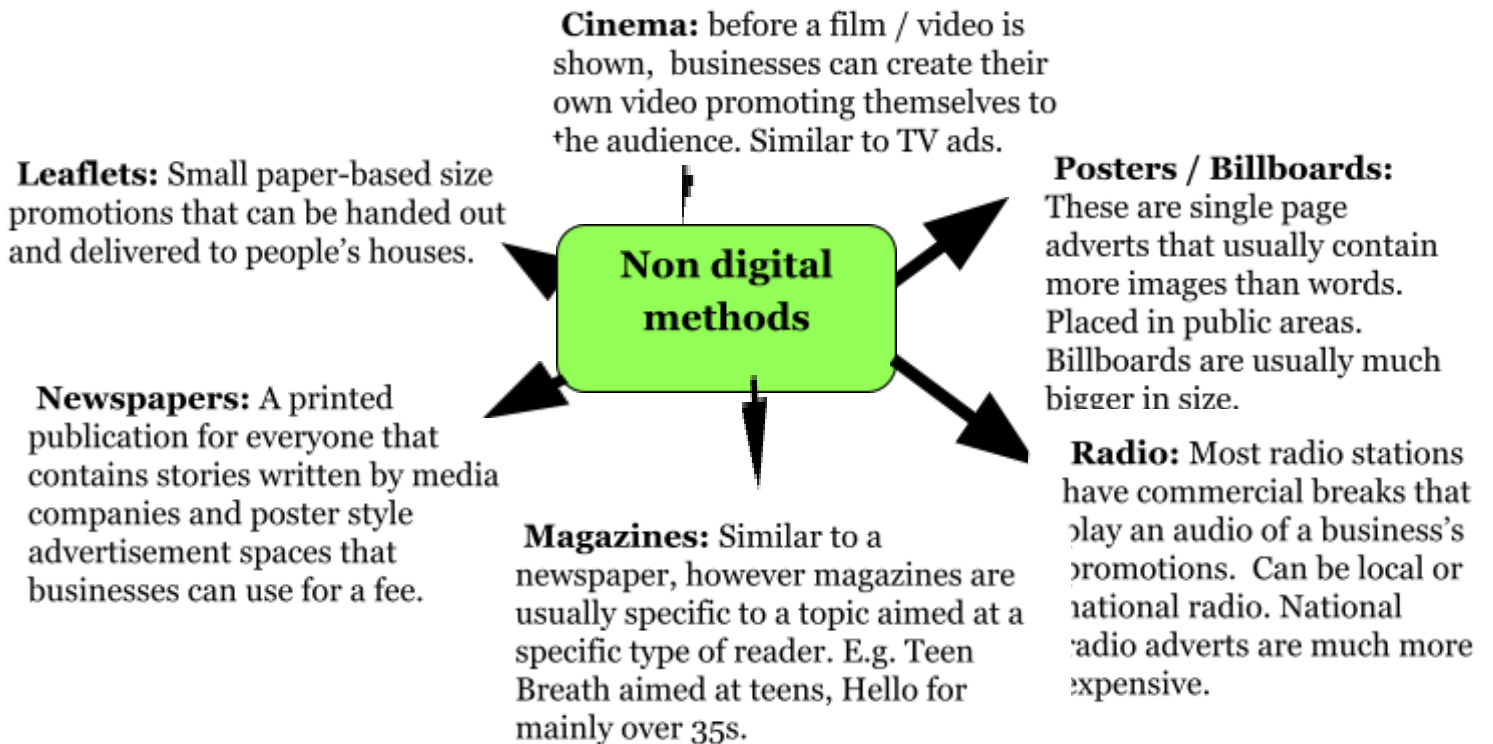 Cinema: before a film / video is
shown, businesses can create their
own video promoting themselves to
the audience. Similar to TV ads.
Leaflets: Small paper-based size
promotions that can be handed out
and delivered to people's houses.
Posters / Billboards:
These are single page
adverts that usually contain
more images than words.
Placed in public areas.
Billboards are usually much
bigger in size.
Non digital
methods
Newspapers: A printed
publication for everyone that
contains stories written by media
companies and poster style
advertisement spaces that
businesses can use for a fee.
Magazines: Similar to a
newspaper, however magazines are
usually specific to a topic aimed at a
specific type of reader. E.g. Teen
Breath aimed at teens, Hello for
mainly over 35s.
Radio: Most radio stations
have commercial breaks that
play an audio of a business's
promotions. Can be local or
national radio. National
radio adverts are much more
expensive.